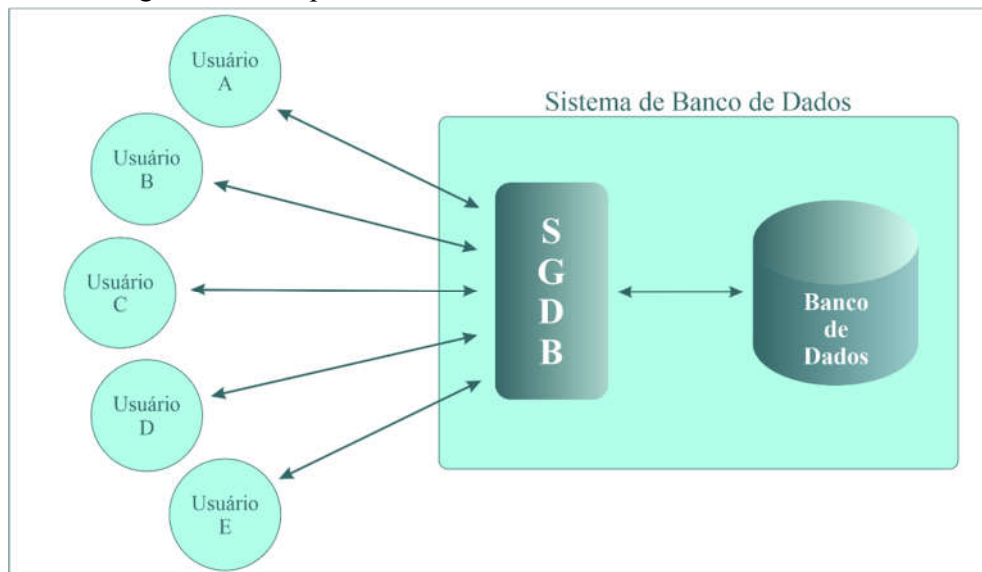 Usuário
A
Usuário
B
Usuário
C
Usuário
D
Usuário
E
Sistema de Banco de Dados
S
G
D
B
Banco
de
Dados